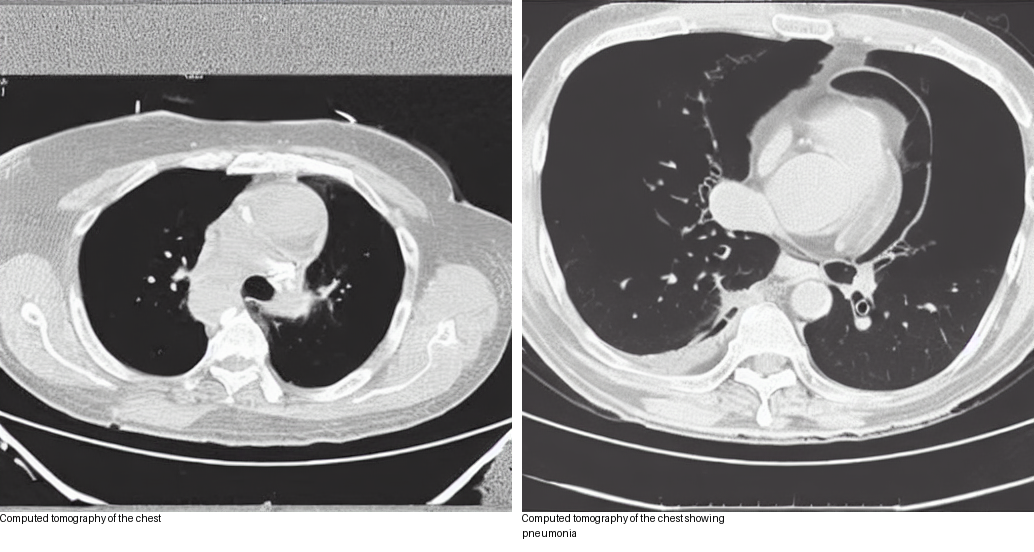 Computed tomography of the chest
Computed tomography of the chest showing
pneumonia